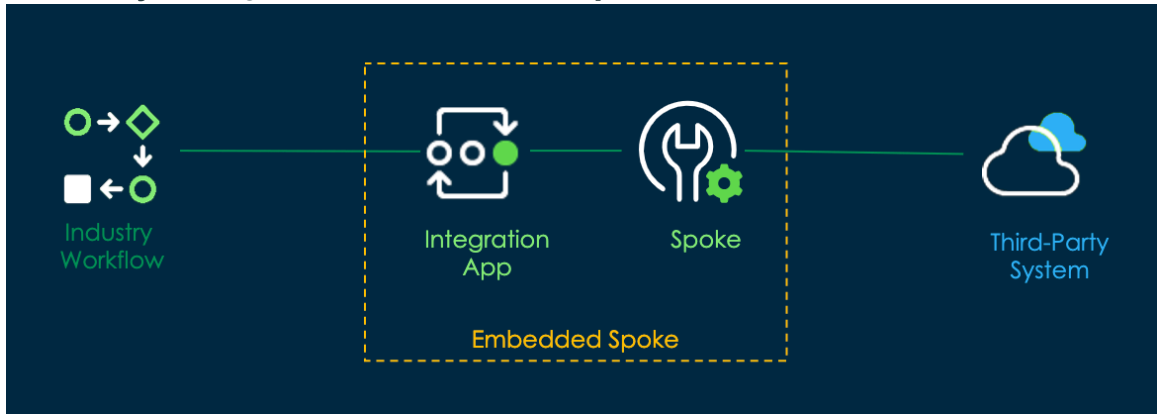 Industry
Workflow
Integration
App
Spoke
Third-Party
System
Embedded Spoke